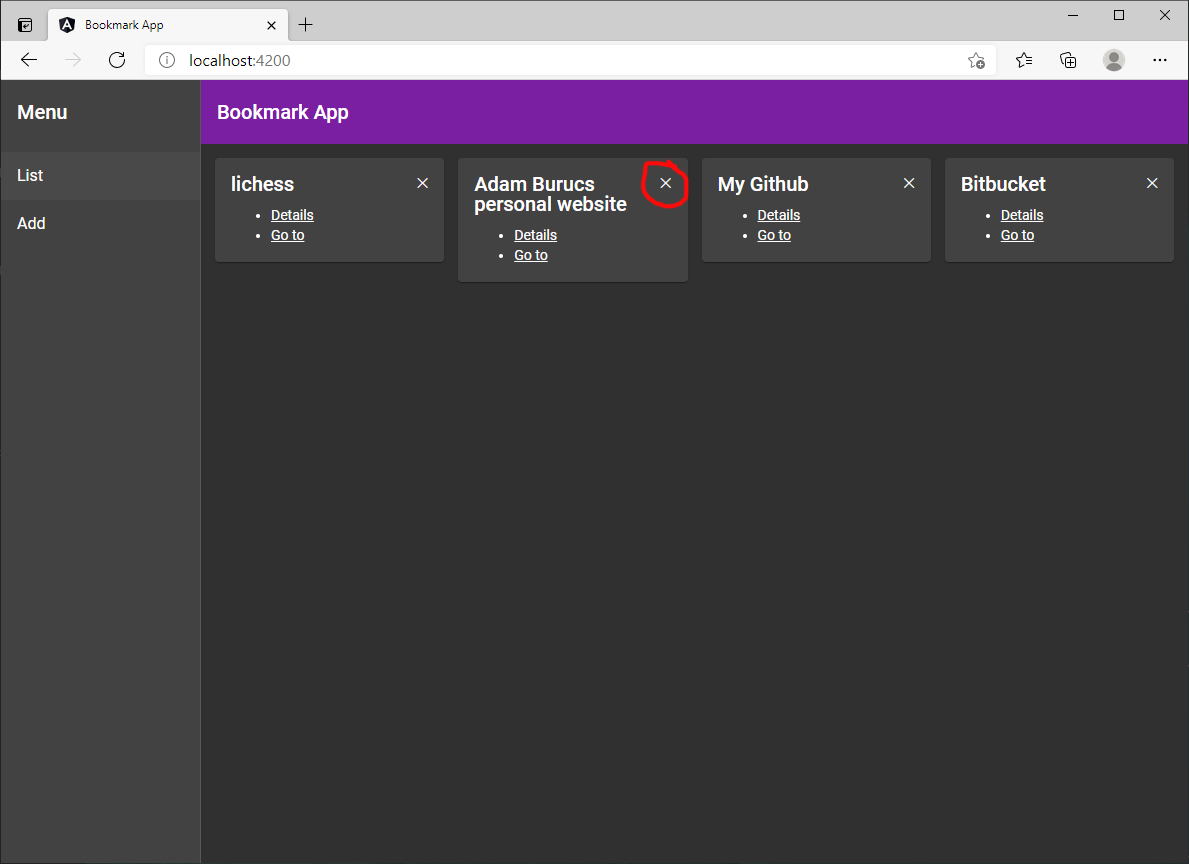 Bookmark App
localhost:4200
Menu
Bookmark App
List
Add
lichess
Details
Go to
Adam Burucs
personal website
Details
Go to
My Github
Details
Go to
Bitbucket
Details
Go to